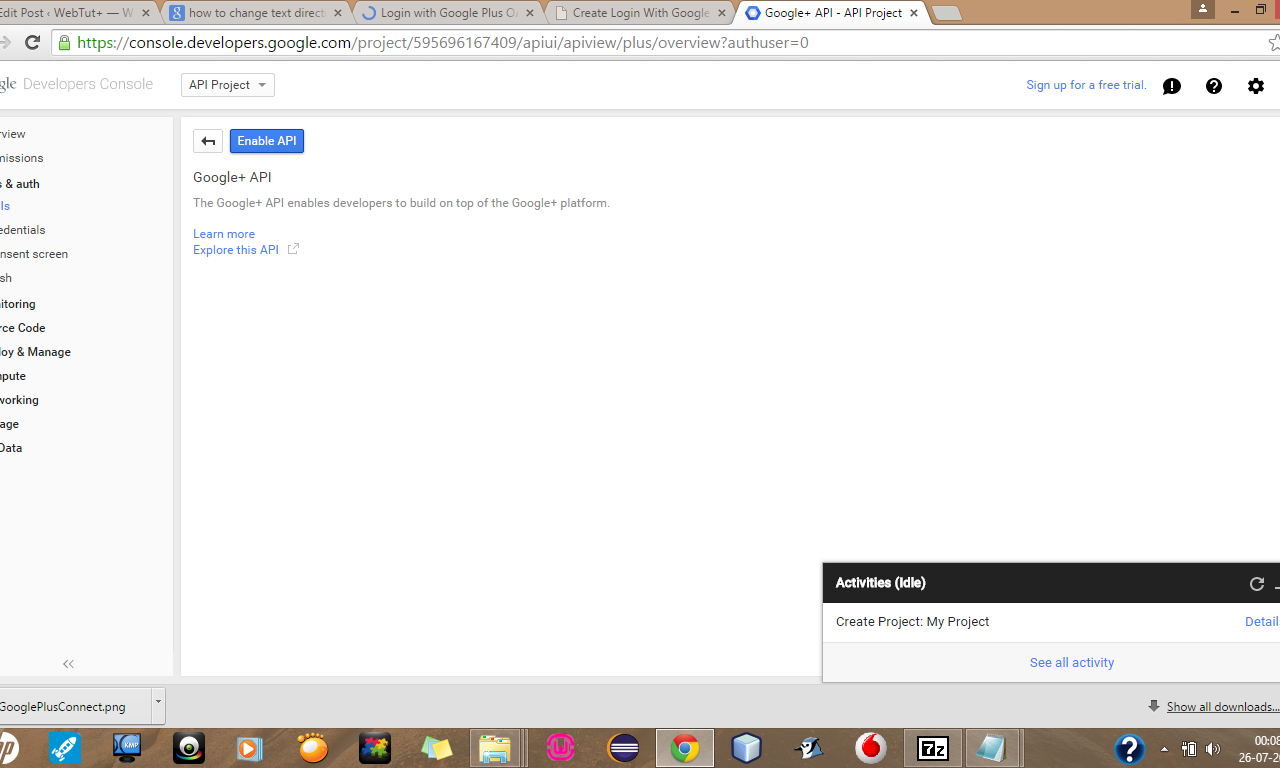 Edit Post ‹ WebTut+ — W
how to change text direct
Login with Google Plus O
Create Login With Google
Google+ API - API Project
https://console.developers.google.com/project/595696167409/apiui/apiview/plus/overview?authuser=0
gle Developers Console
API Project
Sign up for a free trial.
rview
Enable API
missions
Google+ API
s & auth
The Google+ API enables developers to build on top of the Google+ platform.
ls
edentials
Learn more
Explore this API
nsent screen
sh
nitoring
rce Code
loy & Manage
npute
working
age
Data
Activities (Idle)
Create Project: My Project
Details
See all activity
GooglePlusConnect.png
Show all downloads...
KMP
7z
00:08
26-07-2